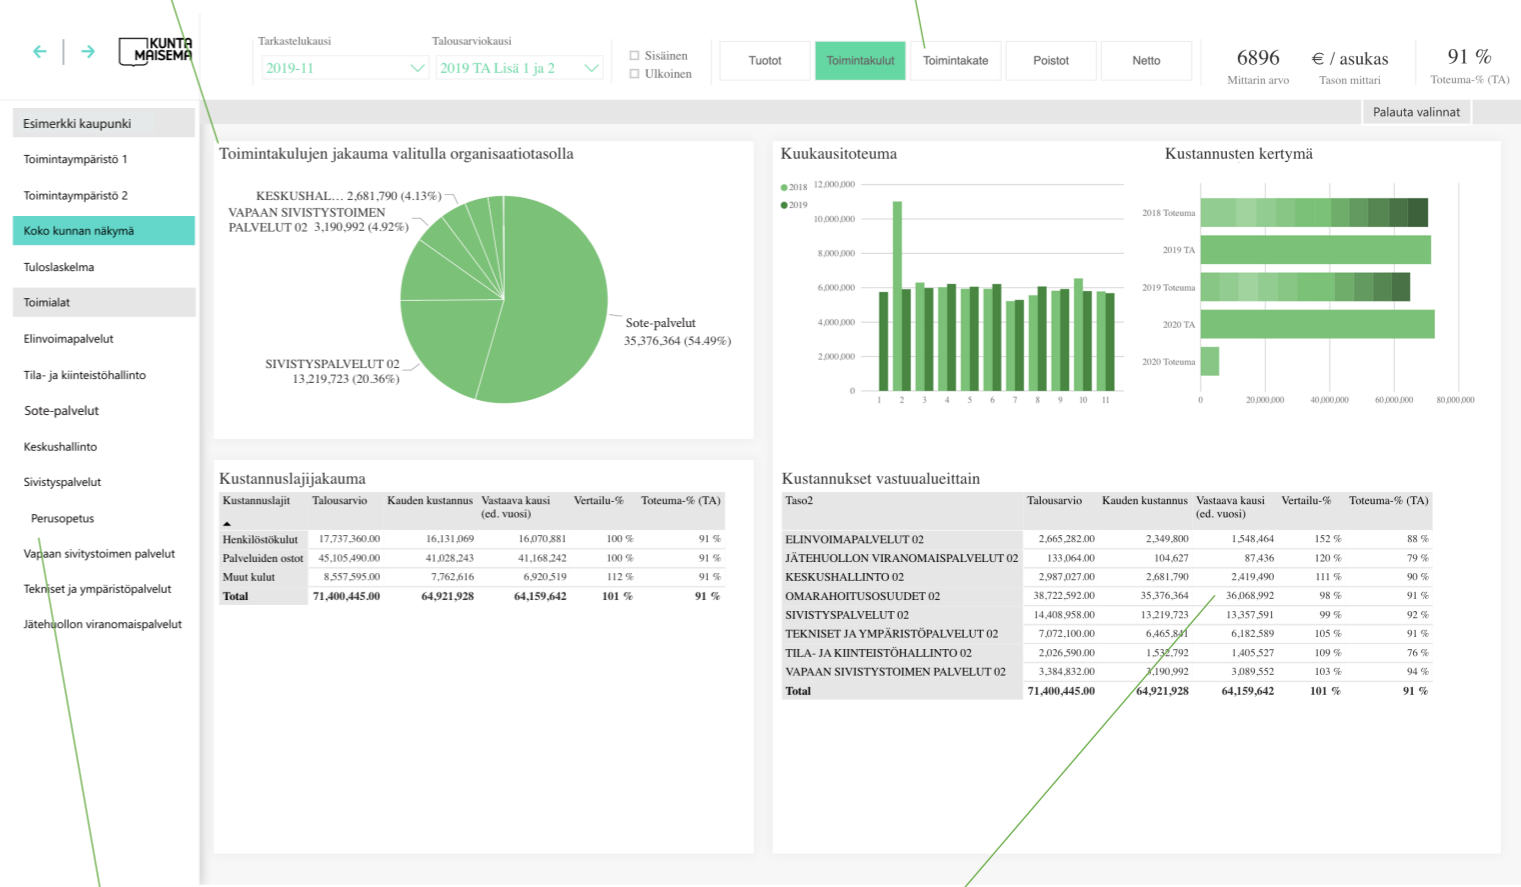 KUNTA
MAISEMA
Tarkastelukausi
2019-11
Talousarviokausi
2019 TA Lisä 1 ja 2
Sisäinen
Ulkoinen
Tuotot
Toimintakulut
Toimintakate
Poistot
Netto
6896
Mittarin arvo
€ / asukas
Tason mittari
91 %
Toteuma-% (TA)
Palauta valinnat
Esimerkki kaupunki
Toimintaympäristö 1
Toimintaympäristö 2
Koko kunnan näkymä
Tuloslaskelma
Toimialat
Elinvoimapalvelut
Tila- ja kiinteistöhallinto
Sote-palvelut
Keskushallinto
Sivistyspalvelut
Perusopetus
Vapaan sivitystoimen palvelut
Tekniset ja ympäristöpalvelut
Jätehuollon viranomaispalvelut
Toimintakulujen jakauma valitulla organisaatiotasolla
KESKUSHAL... 2,681,790 (4.13%)
VAPAAN SIVISTYSTOIMEN
PALVELUT 02 3,190,992 (4.92%)
Sote-palvelut
35,376,364 (54.49%)
SIVISTYSPALVELUT 02
13,219,723 (20.36%)
Kuukausitoteuma
2018
2019
12,000,000
10,000,000
8,000,000
6,000,000
4,000,000
2,000,000
0
1 2 3 4 5 6 7 8 9 10 11
Kustannusten kertymä
2018 Toteuma
2019 TA
2019 Toteuma
2020 TA
2020 Toteuma
0 20,000,000 40,000,000 60,000,000 80,000,000
Kustannuslajijakauma
Kustannuslajit Talousarvio Kauden kustannus Vastaava kausi (ed. vuosi) Vertailu-% Toteuma-% (TA)
Henkilöstökulut 17,737,360.00 16,131,069 16,070,881 100 % 91 %
Palveluiden ostot 45,105,490.00 41,028,243 41,168,242 100 % 91 %
Muut kulut 8,557,595.00 7,762,616 6,920,519 112 % 91 %
Total 71,400,445.00 64,921,928 64,159,642 101 % 91 %
Kustannukset vastuualueittain
Taso2 Talousarvio Kauden kustannus Vastaava kausi (ed. vuosi) Vertailu-% Toteuma-% (TA)
ELINVOIMAPALVELUT 02 2,665,282.00 2,349,800 1,548,464 152 % 88 %
JÄTEHUOLLON VIRANOMAISPALVELUT 02 133,064.00 104,627 87,436 120 % 79 %
KESKUSHALLINTO 02 2,987,027.00 2,681,790 2,419,490 111 % 90 %
OMARAHOITUSOSUUDET 02 38,722,592.00 35,376,364 36,068,992 98 % 91 %
SIVISTYSPALVELUT 02 14,408,958.00 13,219,723 13,357,591 99 % 92 %
TEKNISET JA YMPÄRISTÖPALVELUT 02 7,072,100.00 6,465,841 6,182,589 105 % 91 %
TILA- JA KIINTEISTÖHALLINTO 02 2,026,590.00 1,532,792 1,405,527 109 % 76 %
VAPAAN SIVISTYSTOIMEN PALVELUT 02 3,384,832.00 3,190,992 3,089,552 103 % 94 %
Total 71,400,445.00 64,921,928 64,159,642 101 % 91 %